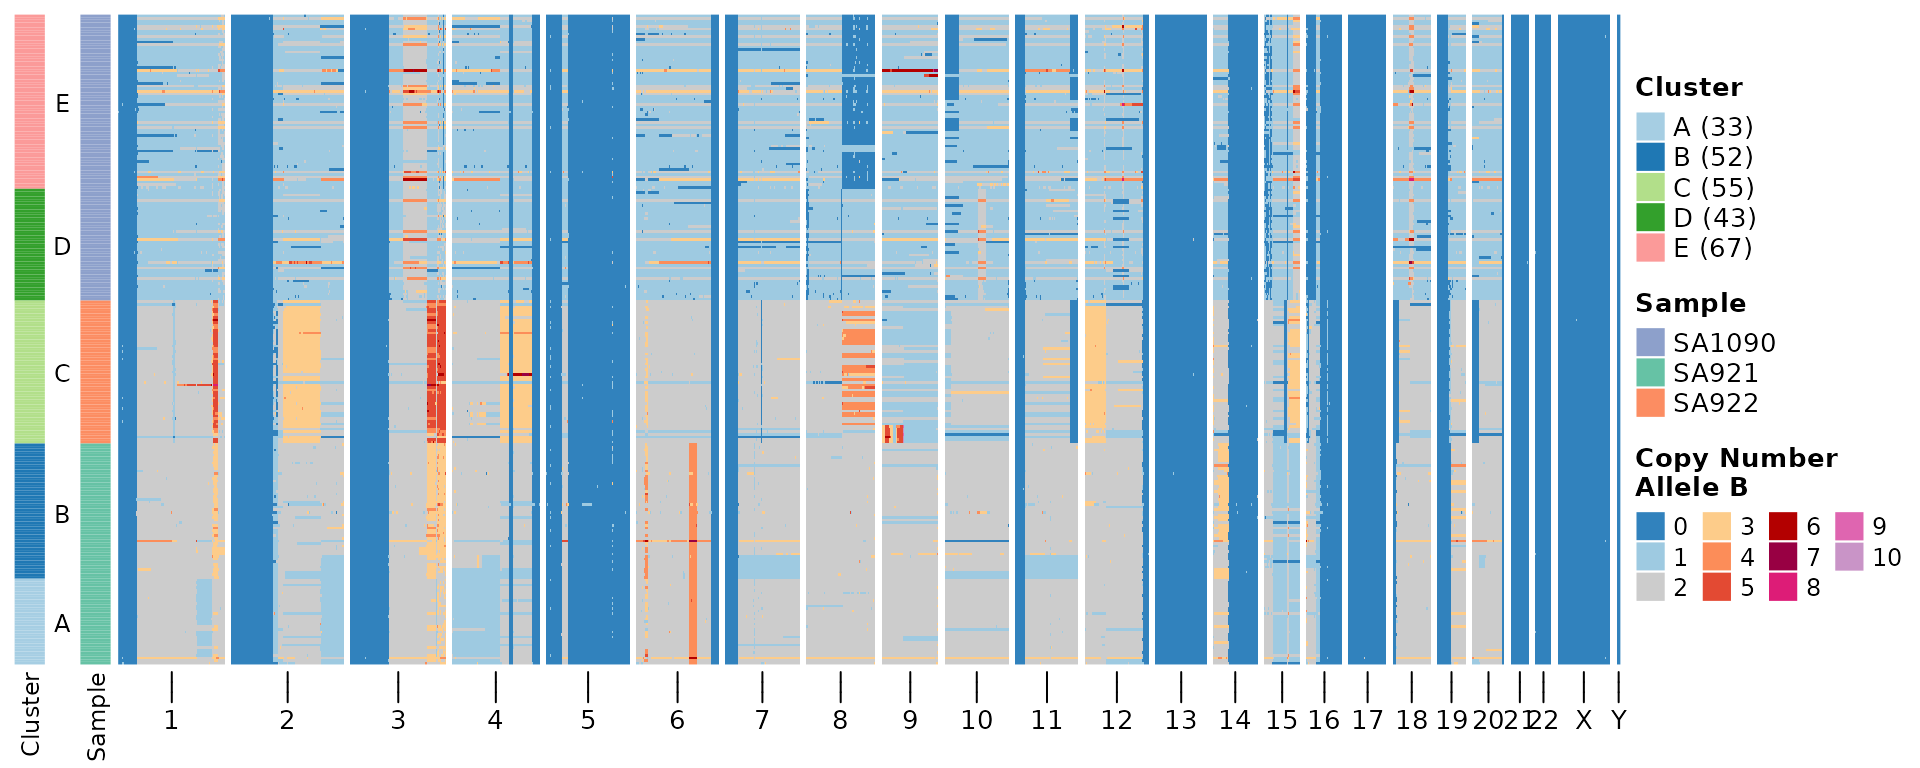 E
D
C
B
A
Cluster
Sample
1
2
3
4
5
6
7
8
9
10
11
12
13
14
15
16
17
18
19
20
21
22
X
Y
Cluster
A (33)
B (52)
C (55)
D (43)
E (67)
Sample
SA1090
SA921
SA922
Copy Number
Allele B
0 3 6 9
1 4 7 10
2 5 8